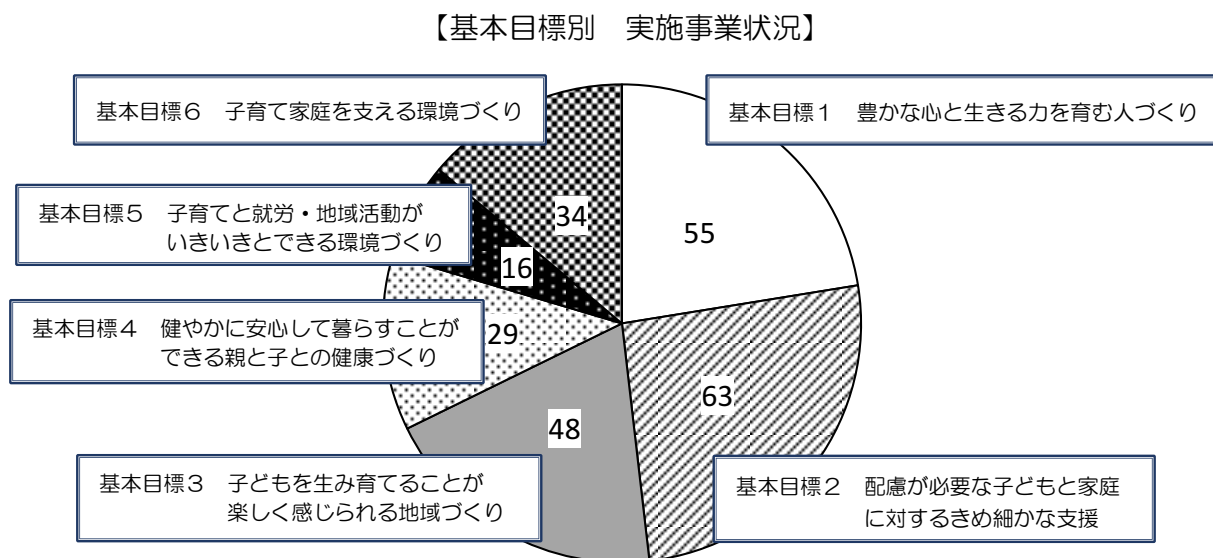 【基本目標別　実施事業状況】
基本目標６　子育て家庭を支える環境づくり
基本目標１　豊かな心と生きる力を育む人づくり
基本目標５　子育てと就労・地域活動が
いきいきとできる環境づくり
34
55
16
基本目標４　健やかに安心して暮らすことが
できる親と子との健康づくり
29
63
48
基本目標３　子どもを生み育てることが
楽しく感じられる地域づくり
基本目標２　配慮が必要な子どもと家庭
に対するきめ細かな支援